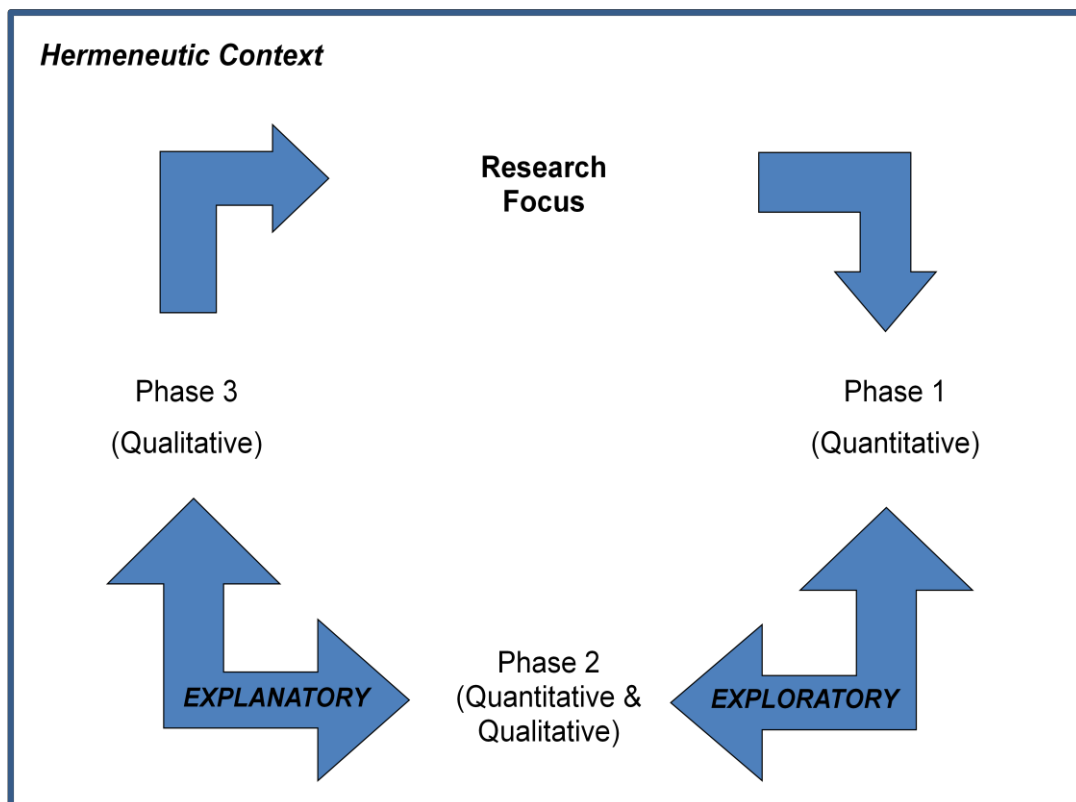 Hermeneutic Context
Research
Focus
Phase 3
(Qualitative)
Phase 1
(Quantitative)
EXPLANATORY
Phase 2
(Quantitative &
Qualitative)
EXPLORATORY